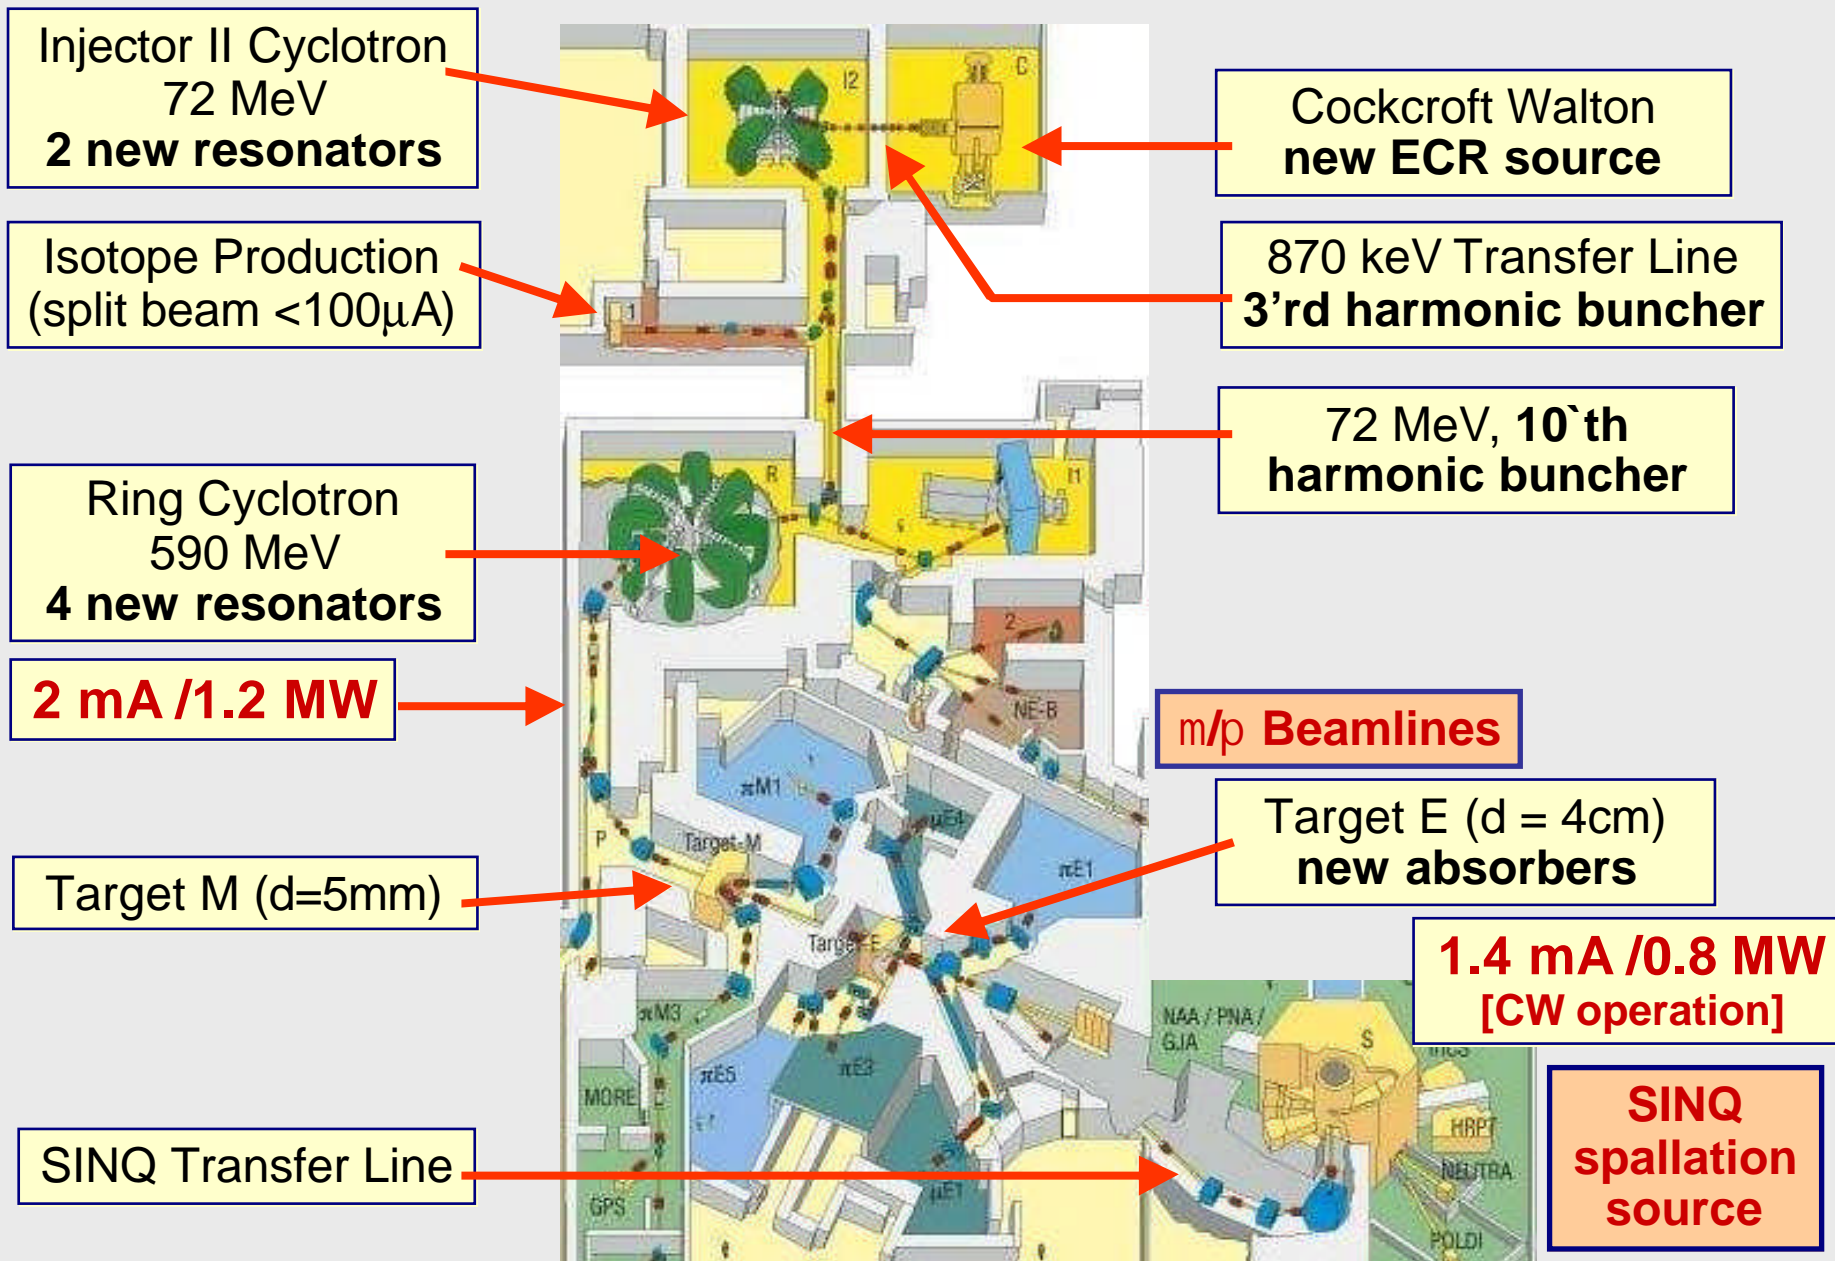 Injector II Cyclotron
72 MeV
2 new resonators
Isotope Production
(split beam <100µA)
Ring Cyclotron
590 MeV
4 new resonators
2 mA /1.2 MW
Target M (d=5mm)
SINQ Transfer Line
I2
C
1
R
I1
2
NE-B
πM1
P
Target-M
µE4
πE1
Target-E
πM3
πE5
πE3
MORE
GPS
µE1
NAA / PNA /
GJA
S
HRPT
NEUTRA
POLDI
Cockcroft Walton
new ECR source
870 keV Transfer Line
3’rd harmonic buncher
72 MeV, 10`th
harmonic buncher
m/p Beamlines
Target E (d = 4cm)
new absorbers
1.4 mA /0.8 MW
[CW operation]
SINQ
spallation
source